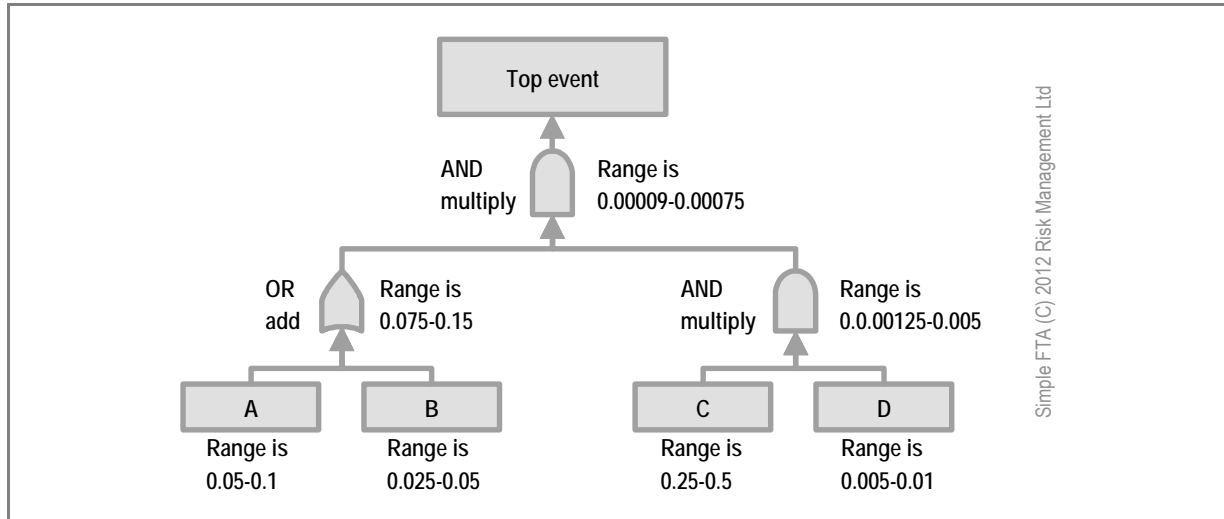 Top event
AND
multiply
Range is
0.00009-0.00075
OR
add
Range is
0.075-0.15
AND
multiply
Range is
0.0.00125-0.005
A
Range is
0.05-0.1
B
Range is
0.025-0.05
C
Range is
0.25-0.5
D
Range is
0.005-0.01
Simple FTA (C) 2012 Risk Management Ltd